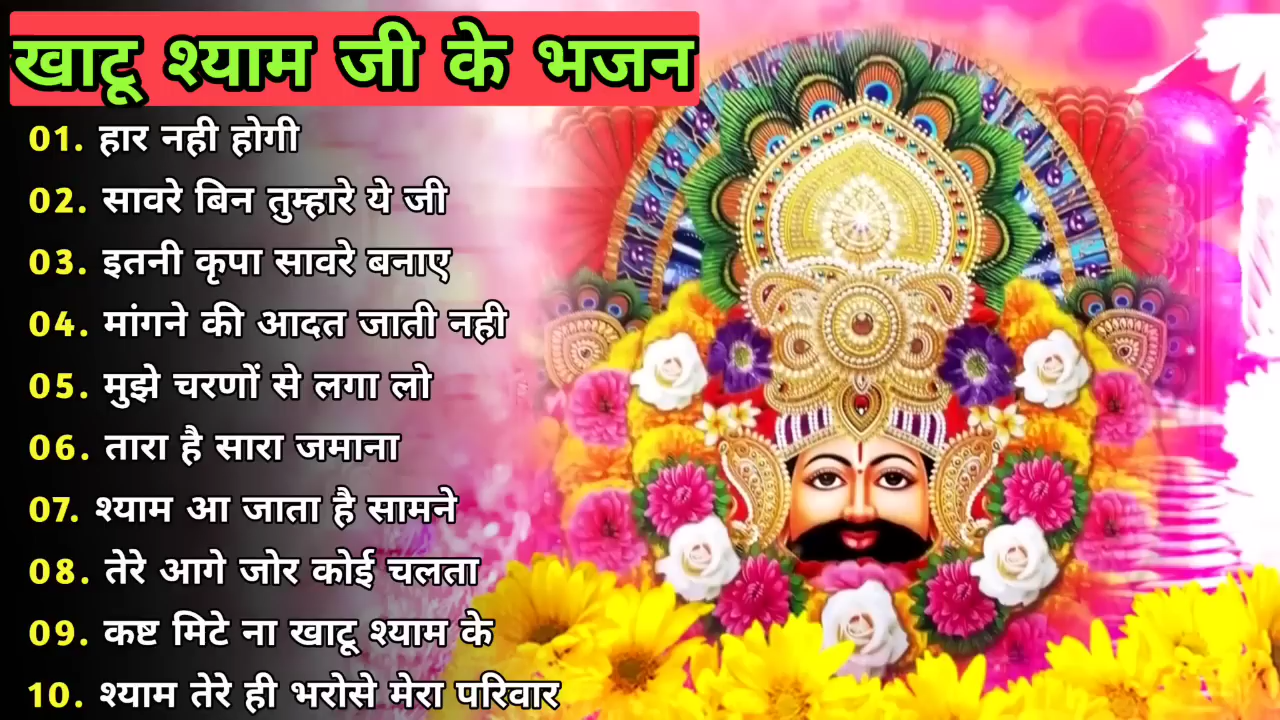 खाटू श्याम जी के भजन
01. हार नही होगी
02. सावरे बिन तुम्हारे ये जी
03. इतनी कृपा सावरे बनाए
04. मांगने की आदत जाती नही
05. मुझे चरणों से लगा लो
06. तारा है सारा जमाना
07. श्याम आ जाता है सामने
08. तेरे आगे जोर कोई चलता
09. कष्ट मिटे ना खाटू श्याम के
10. श्याम तेरे ही भरोसे मेरा परिवार